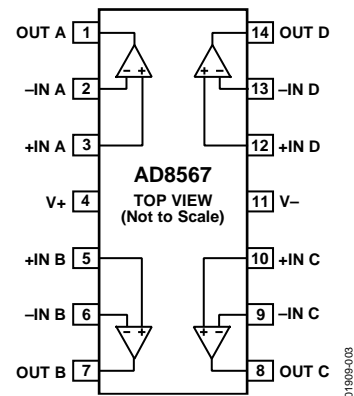 OUT A 1 14 OUT D
– + + –
–IN A 2 13 –IN D
+IN A 3 12 +IN D
AD8567
V+ 4 TOP VIEW 11 V–
(Not to Scale)
+IN B 5 10 +IN C
–IN B 6 9 –IN C
– + + –
OUT B 7 8 OUT C
01909-003